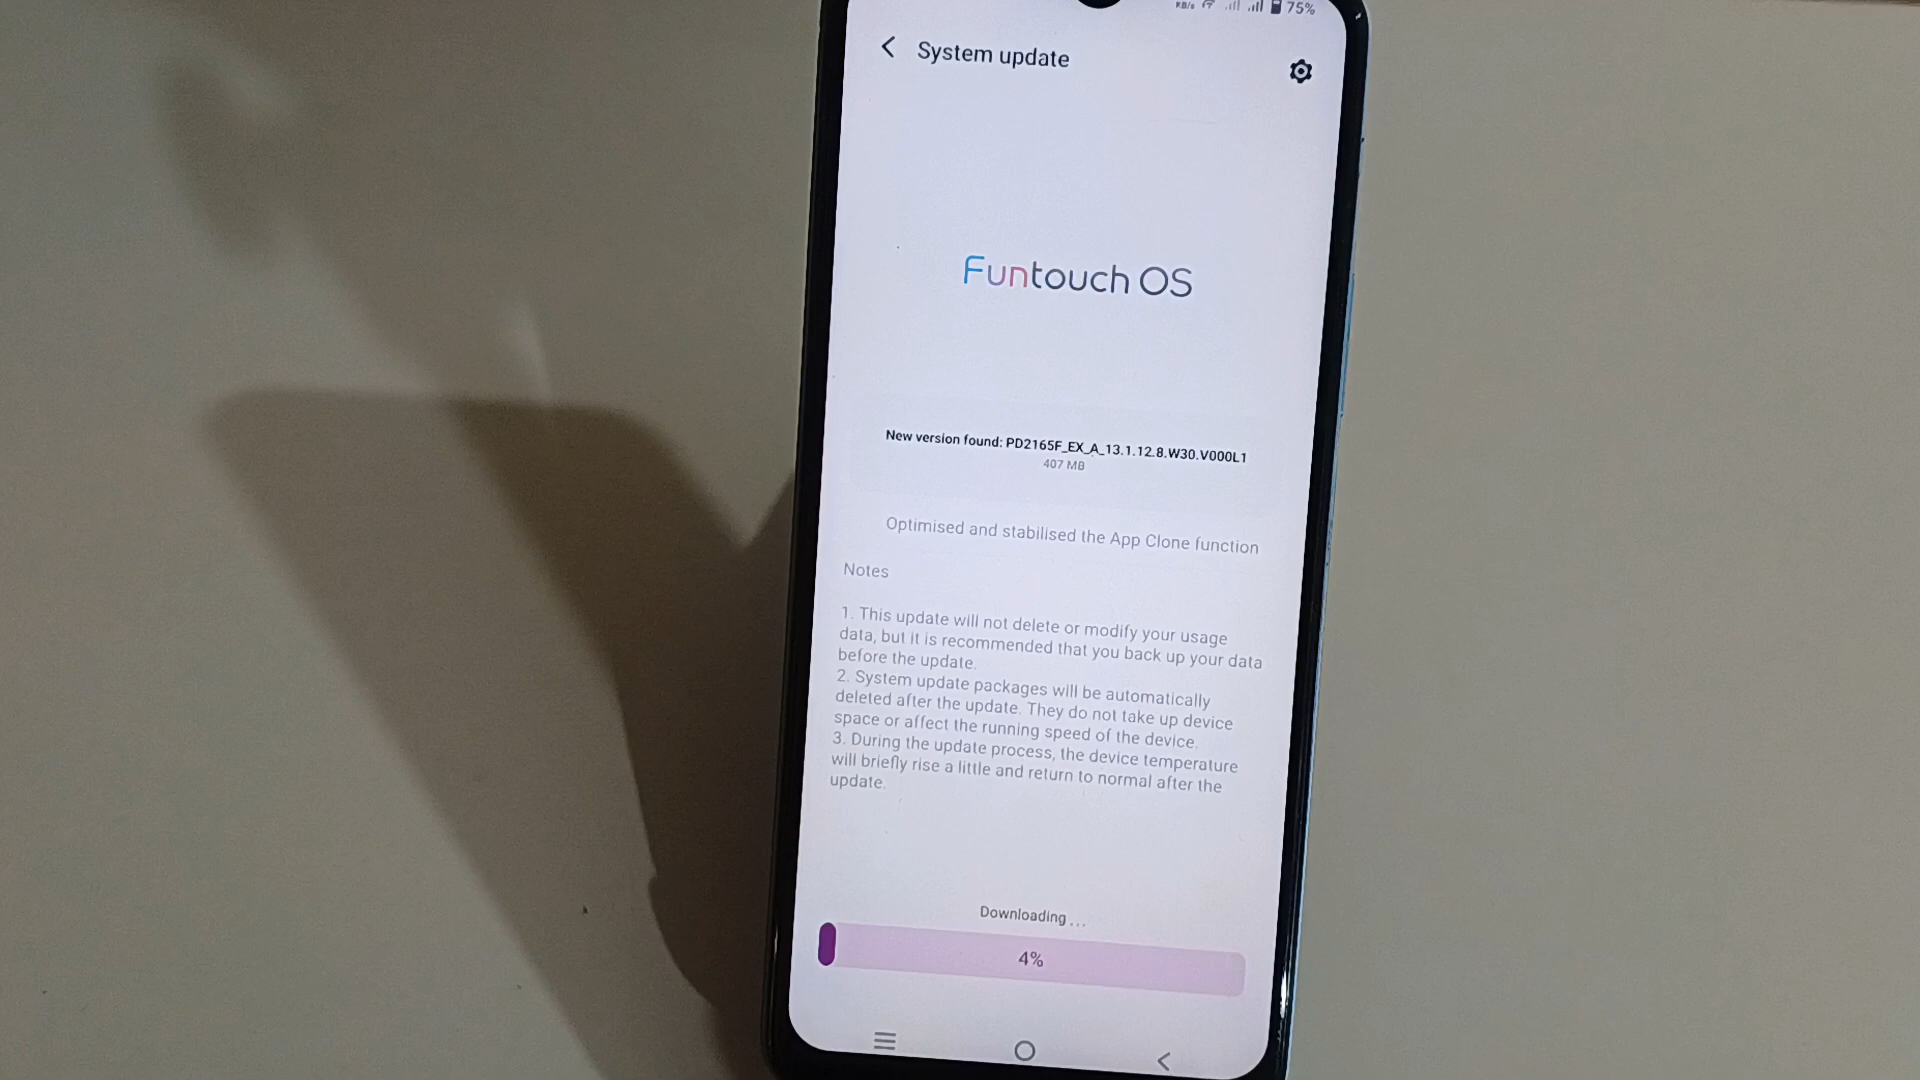 KB/s 75%
System update
Funtouch OS
New version found: PD2165F_EX_A_13.1.12.8.W30.V000L1
407 MB
Optimised and stabilised the App Clone function
Notes
1. This update will not delete or modify your usage
data, but it is recommended that you back up your data
before the update.
2. System update packages will be automatically
deleted after the update. They do not take up device
space or affect the running speed of the device.
3. During the update process, the device temperature
will briefly rise a little and return to normal after the
update.
Downloading ...
4%